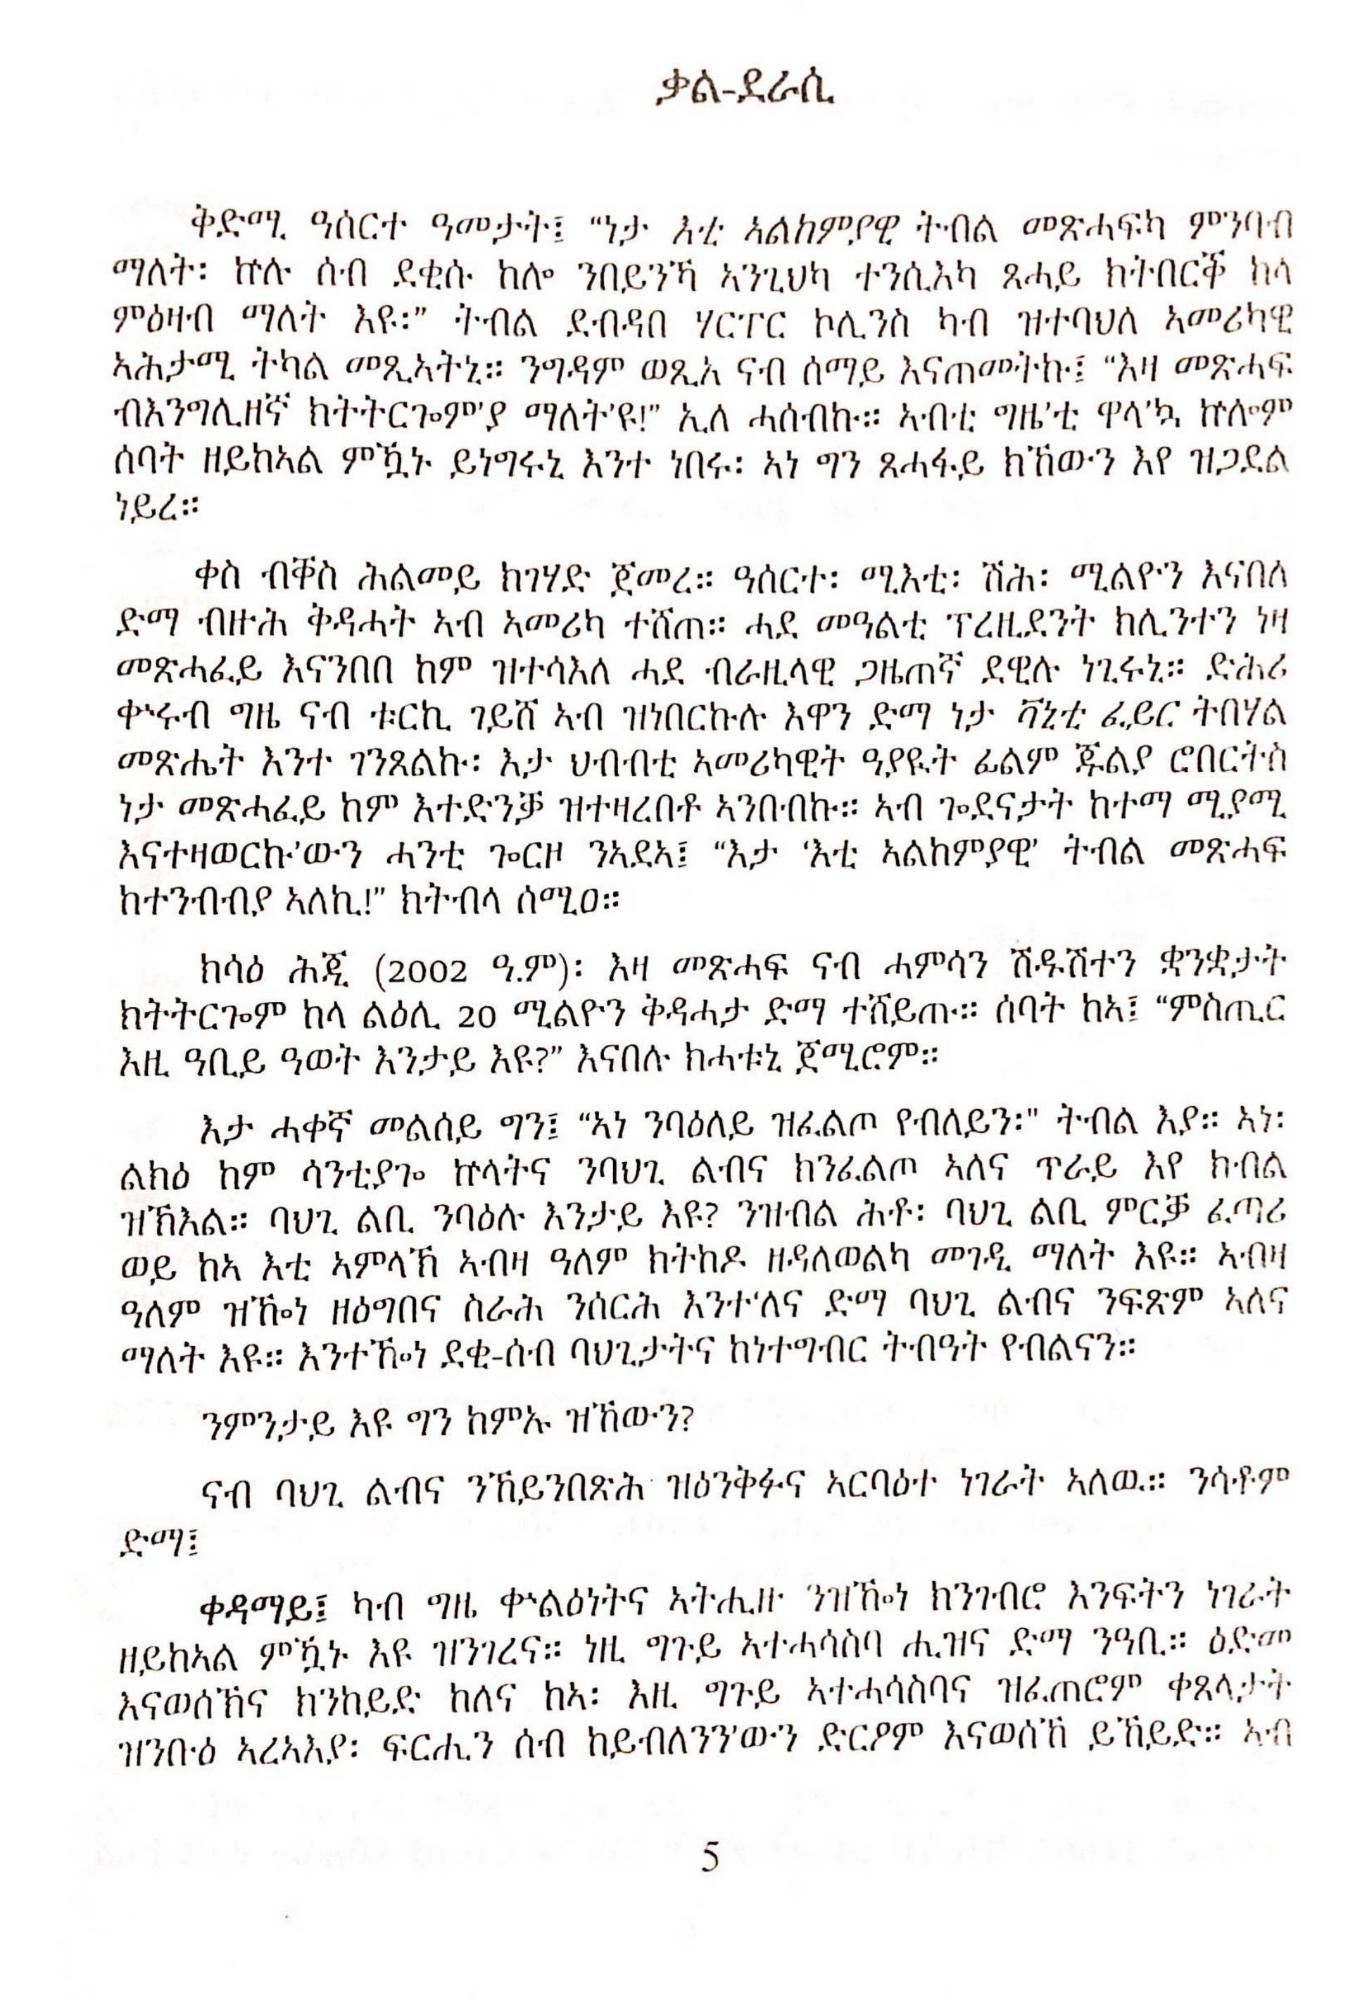 ቃል-ደራሲ
ቅድሚ ዓሰርተ ዓመታት፤ “ነታ እቲ ኣልከምያዊ ትብል መጽሓፍካ ምንባብ
ማለት፡ ኵሉ ሰብ ደቂሱ ከሎ ንበይንኻ ኣንጊህካ ተንሲእካ ጸሓይ ክትበርቕ ከላ
ምዕዛብ ማለት እዩ፡” ትብል ደብዳበ ሃርፐር ኮሊንስ ካብ ዝተባህለ ኣመሪካዊ
ኣሕታሚ ትካል መጺኣትኒ። ንግዳም ወጺአ ናብ ሰማይ እናጠመትኩ፤ “እዛ መጽሓፍ
ብእንግሊዘኛ ክትትርጐም’ያ ማለት’ዩ!” ኢለ ሓሰብኩ። ኣብቲ ግዜ’ቲ ዋላ’ኳ ኵሎም
ሰባት ዘይከኣል ምዃኑ ይነግሩኒ እንተ ነበሩ፡ ኣነ ግን ጸሓፋይ ክኸውን እየ ዝጋደል
ነይረ።
ቀስ ብቐስ ሕልመይ ክገሃድ ጀመረ። ዓሰርተ፡ ሚእቲ፡ ሽሕ፡ ሚልዮን እናበለ
ድማ ብዙሕ ቅዳሓት ኣብ ኣመሪካ ተሸጠ። ሓደ መዓልቲ ፕረዚደንት ክሊንተን ነዛ
መጽሓፈይ እናንበበ ከም ዝተሳእለ ሓደ ብራዚላዊ ጋዜጠኛ ደዊሉ ነጊሩኒ። ድሕሪ
ቍሩብ ግዜ ናብ ቱርኪ ገይሸ ኣብ ዝነበርኩሉ እዋን ድማ ነታ ቫኒቲ ፈይር ትበሃል
መጽሔት እንተ ገንጸልኩ፡ እታ ህብብቲ ኣመሪካዊት ዓያዪት ፊልም ጁልያ ሮበርትስ
ነታ መጽሓፈይ ከም እተድንቓ ዝተዛረበቶ ኣንበብኩ። ኣብ ጐደናታት ከተማ ሚያሚ
እናተዛወርኩ’ውን ሓንቲ ጐርዞ ንኣደኣ፤ “እታ ‘እቲ ኣልከምያዊ’ ትብል መጽሓፍ
ከተንብብያ ኣለኪ!” ክትብላ ሰሚዐ።
ክሳዕ ሕጂ (2002 ዓ.ም)፡ እዛ መጽሓፍ ናብ ሓምሳን ሽዱሽተን ቋንቋታት
ክትትርጐም ከላ ልዕሊ 20 ሚልዮን ቅዳሓታ ድማ ተሸይጡ። ሰባት ከኣ፤ “ምስጢር
እዚ ዓቢይ ዓወት እንታይ እዩ?” እናበሉ ክሓቱኒ ጀሚሮም።
እታ ሓቀኛ መልሰይ ግን፤ “ኣነ ንባዕለይ ዝፈልጦ የብለይን፡" ትብል እያ። ኣነ፡
ልክዕ ከም ሳንቲያጐ ኵላትና ንባህጊ ልብና ክንፈልጦ ኣለና ጥራይ እየ ክብል
ዝኽእል። ባህጊ ልቢ ንባዕሉ እንታይ እዩ? ንዝብል ሕቶ፡ ባህጊ ልቢ ምርቓ ፈጣሪ
ወይ ከኣ እቲ ኣምላኽ ኣብዛ ዓለም ክትከዶ ዘዳለወልካ መገዲ ማለት እዩ። ኣብዛ
ዓለም ዝኾነ ዘዕግበና ስራሕ ንሰርሕ እንተ’ለና ድማ ባህጊ ልብና ንፍጽም ኣለና
ማለት እዩ። እንተኾነ ደቂ-ሰብ ባህጊታትና ከነተግብር ትብዓት የብልናን።
ንምንታይ እዩ ግን ከምኡ ዝኸውን?
ናብ ባህጊ ልብና ንኸይንበጽሕ ዝዕንቅፉና ኣርባዕተ ነገራት ኣለዉ። ንሳቶም
ድማ፤
ቀዳማይ፤ ካብ ግዜ ቍልዕነትና ኣትሒዙ ንዝኾነ ክንገብሮ እንፍትን ነገራት
ዘይከኣል ምዃኑ እዩ ዝንገረና። ነዚ ግጉይ ኣተሓሳስባ ሒዝና ድማ ንዓቢ። ዕድመ
እናወሰኽና ክንከይድ ከለና ከኣ፡ እዚ ግጉይ ኣተሓሳስባና ዝፈጠሮም ቀጸላታት
ዝንቡዕ ኣረኣእያ፡ ፍርሒን ሰብ ከይብለንን’ውን ድርዖም እናወሰኸ ይኸይድ። ኣብ
5